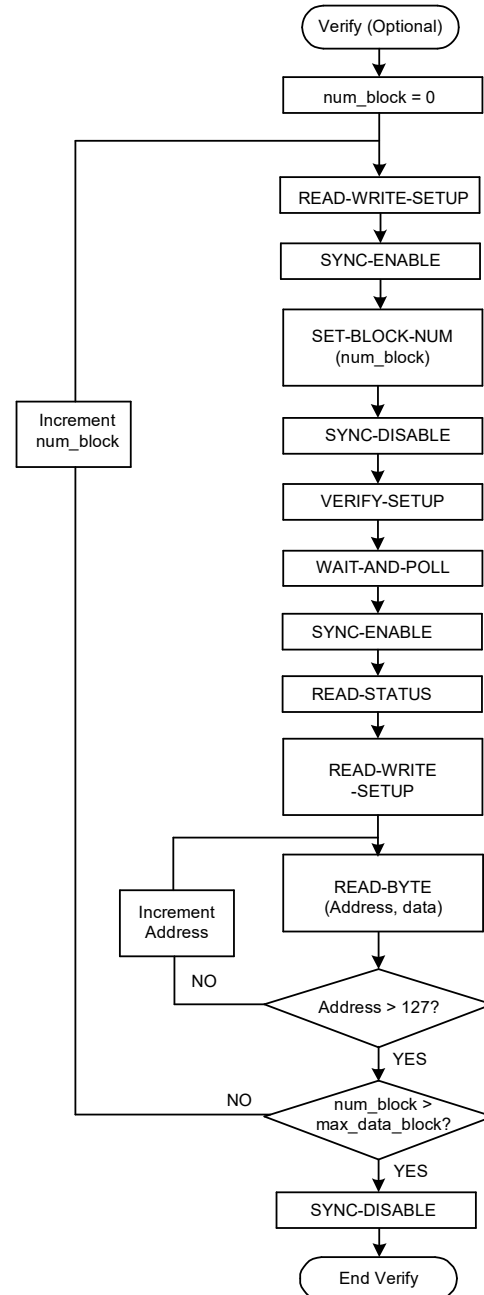 Verify (Optional)
num_block = 0
READ-WRITE-SETUP
SYNC-ENABLE
SET-BLOCK-NUM
(num_block)
Increment
num_block
SYNC-DISABLE
VERIFY-SETUP
WAIT-AND-POLL
SYNC-ENABLE
READ-STATUS
READ-WRITE
-SETUP
READ-BYTE
(Address, data)
Increment
Address
NO
Address > 127?
YES
NO
num_block >
max_data_block?
YES
SYNC-DISABLE
End Verify